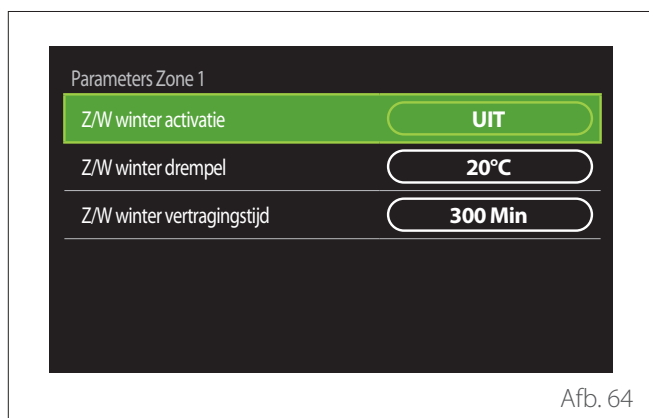 Parameters Zone 1
Z/W winter activatie UIT
Z/W winter drempel 20°C
Z/W winter vertragingstijd 300 Min
Afb. 64